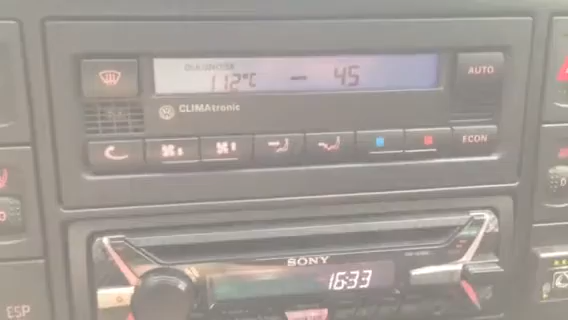 DIAGNOSE
112°C – 45
AUTO
CLIMAtronic
ECON
SONY
16:33
ESP